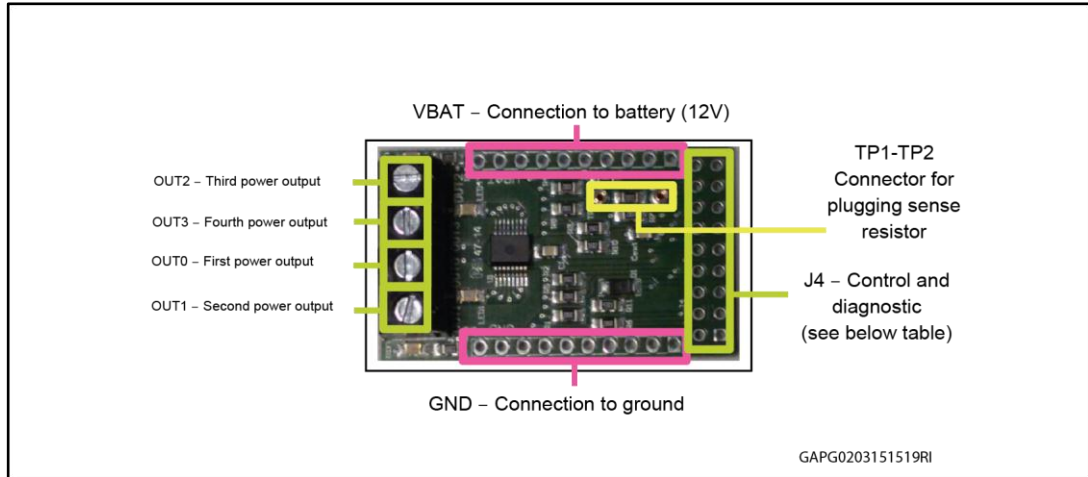 VBAT – Connection to battery (12V)
OUT2 – Third power output
OUT3 – Fourth power output
OUT0 – First power output
OUT1 – Second power output
TP1-TP2
Connector for
plugging sense
resistor
J4 – Control and
diagnostic
(see below table)
GND – Connection to ground
GAPG0203151519RI